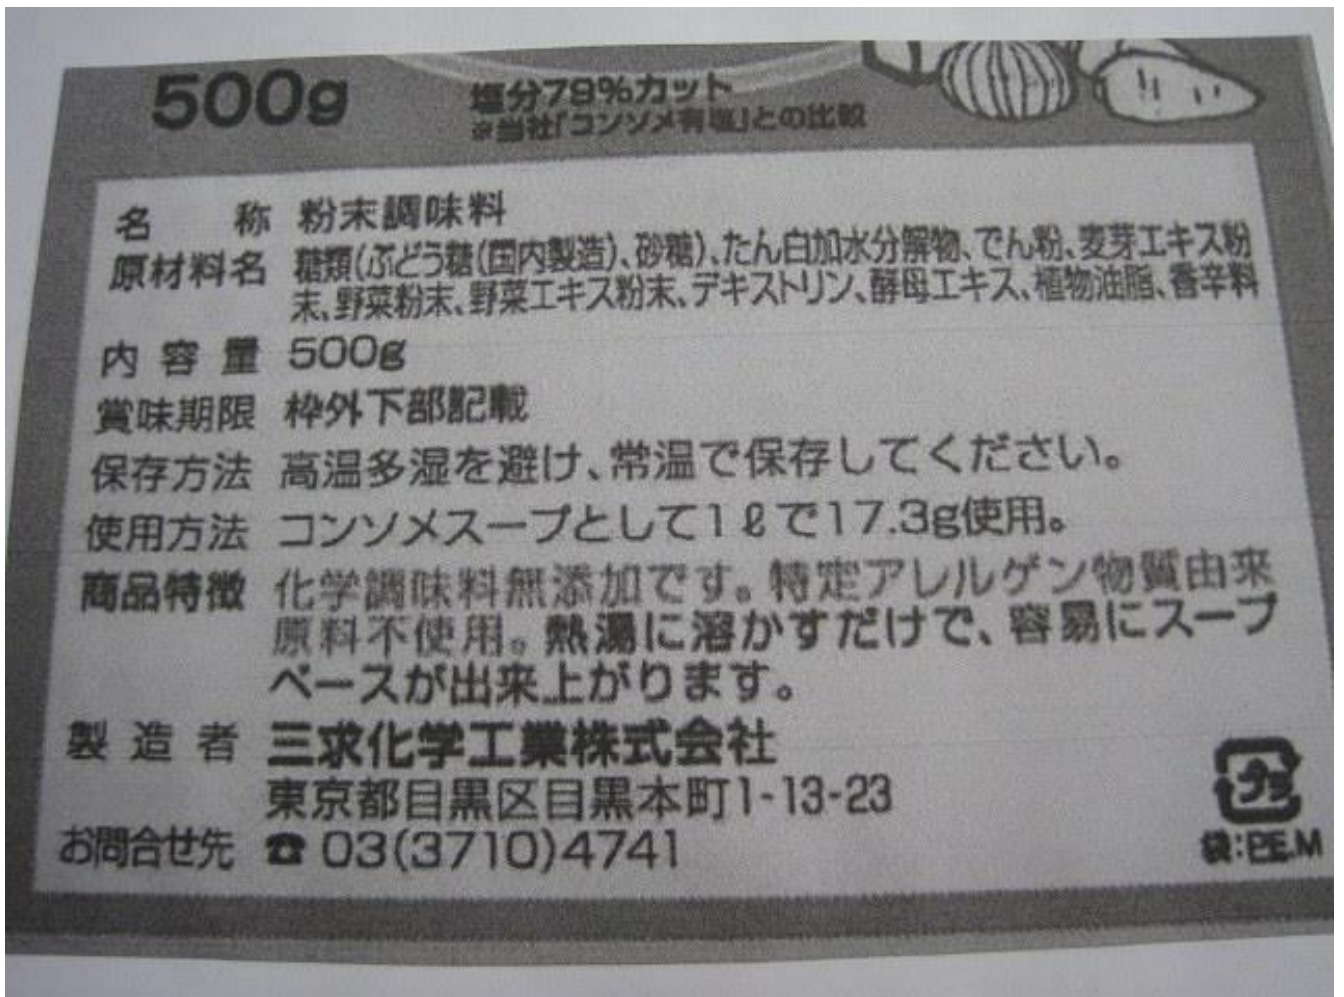 500g
塩分79%カット
※当社「コンソメ有塩」との比較
名 称 粉末調味料
原材料名 糖類(ぶどう糖(国内製造)、砂糖)、たん白加水分解物、でん粉、麦芽エキス粉
末、野菜粉末、野菜エキス粉末、デキストリン、酵母エキス、植物油脂、香辛料
内容量 500g
賞味期限 枠外下部記載
保存方法 高温多湿を避け、常温で保存してください。
使用方法 コンソメスープとして1ℓで17.3g使用。
商品特徴 化学調味料無添加です。特定アレルゲン物質由来
原料不使用。熱湯に溶かすだけで、容易にスープ
ベースが出来上がります。
製造者 三求化学工業株式会社
東京都目黒区目黒本町1-13-23
お問合せ先 ☎ 03(3710)4741
プラ
袋:PE.M